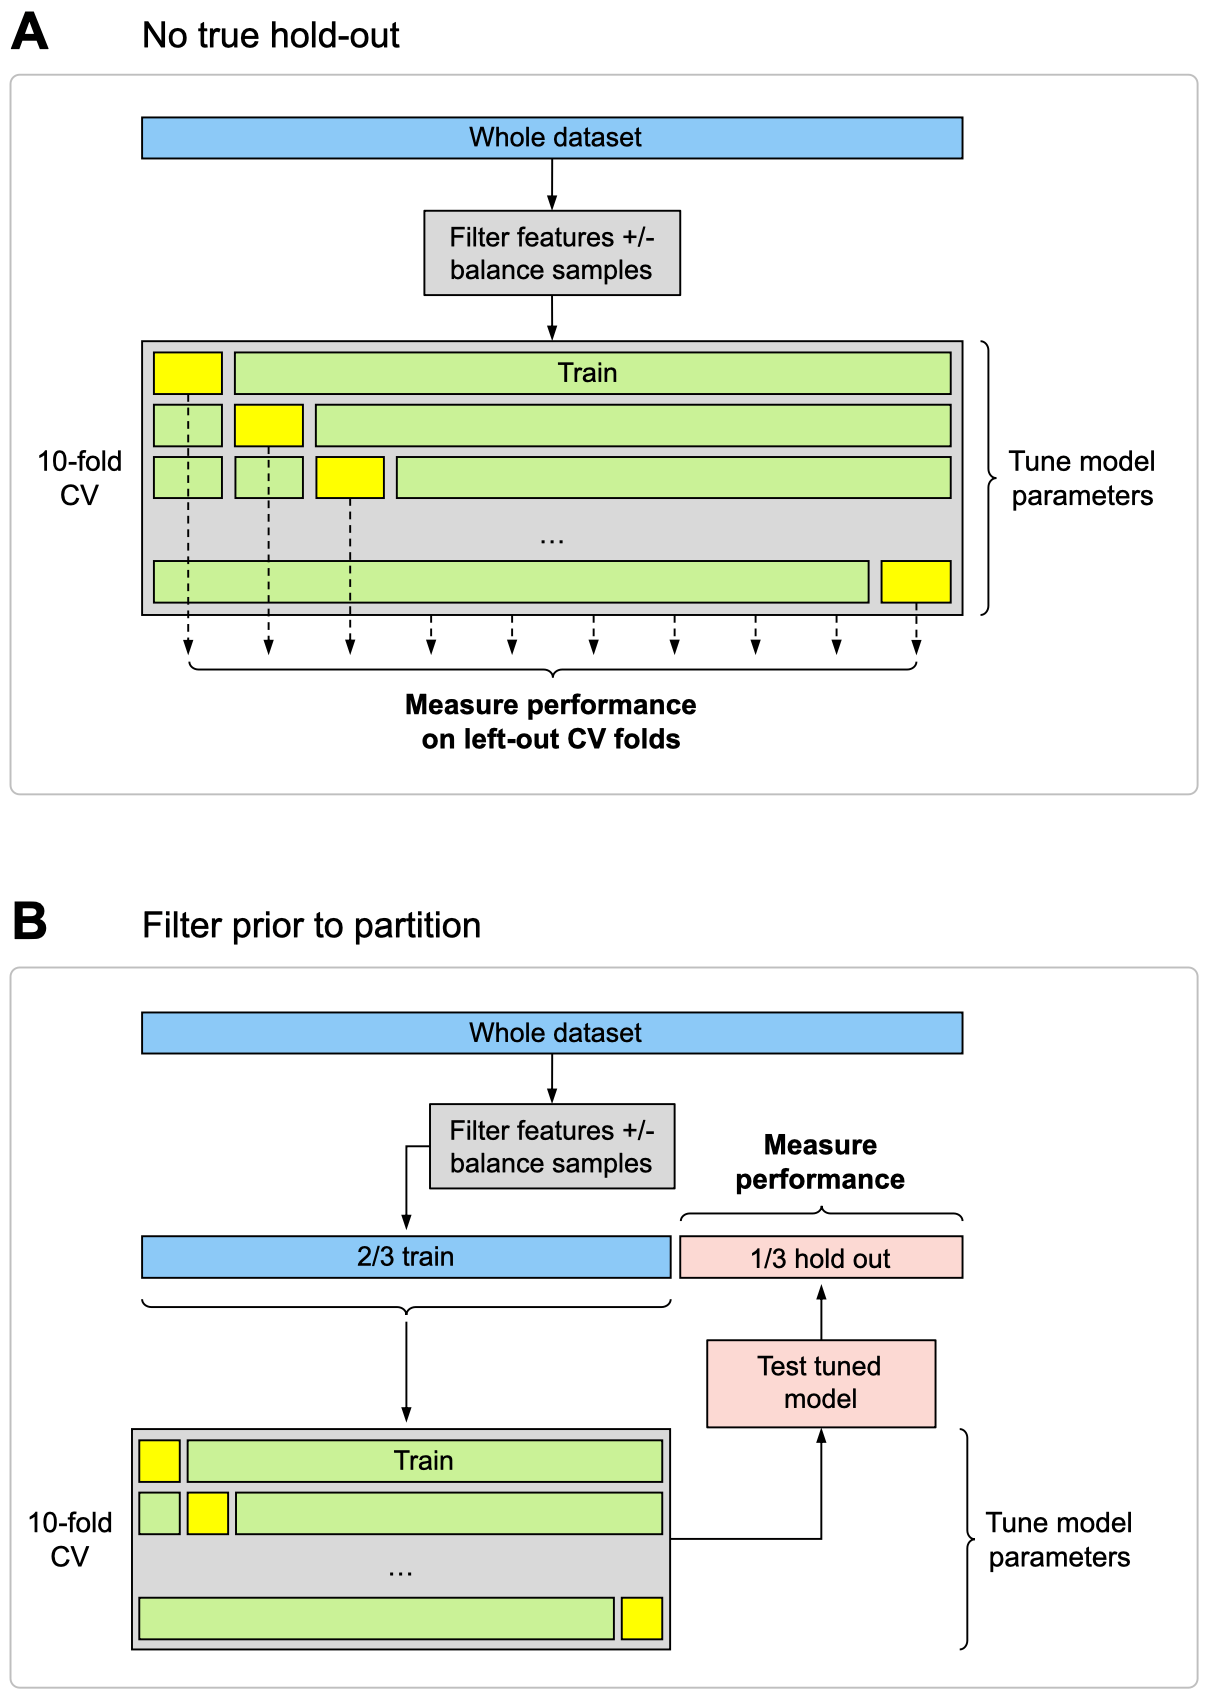 A
No true hold-out
Whole dataset
Filter features +/-
balance samples
Train
10-fold
CV
Tune model
parameters
...
Measure performance
on left-out CV folds
B
Filter prior to partition
Whole dataset
Filter features +/-
balance samples
Measure
performance
2/3 train
1/3 hold out
Test tuned
model
Train
10-fold
CV
Tune model
parameters
...